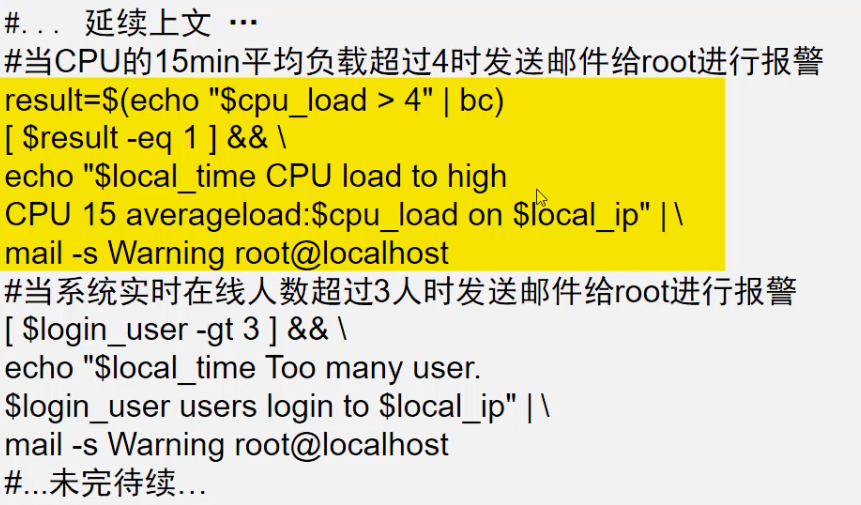 #... 延续上文 …
#当CPU的15min平均负载超过4时发送邮件给root进行报警
result=$(echo "$cpu_load > 4" | bc)
[ $result -eq 1 ] && \
echo "$local_time CPU load to high
CPU 15 averageload:$cpu_load on $local_ip" | \
mail -s Warning root@localhost
#当系统实时在线人数超过3人时发送邮件给root进行报警
[ $login_user -gt 3 ] && \
echo "$local_time Too many user.
$login_user users login to $local_ip" | \
mail -s Warning root@localhost
#...未完待续…